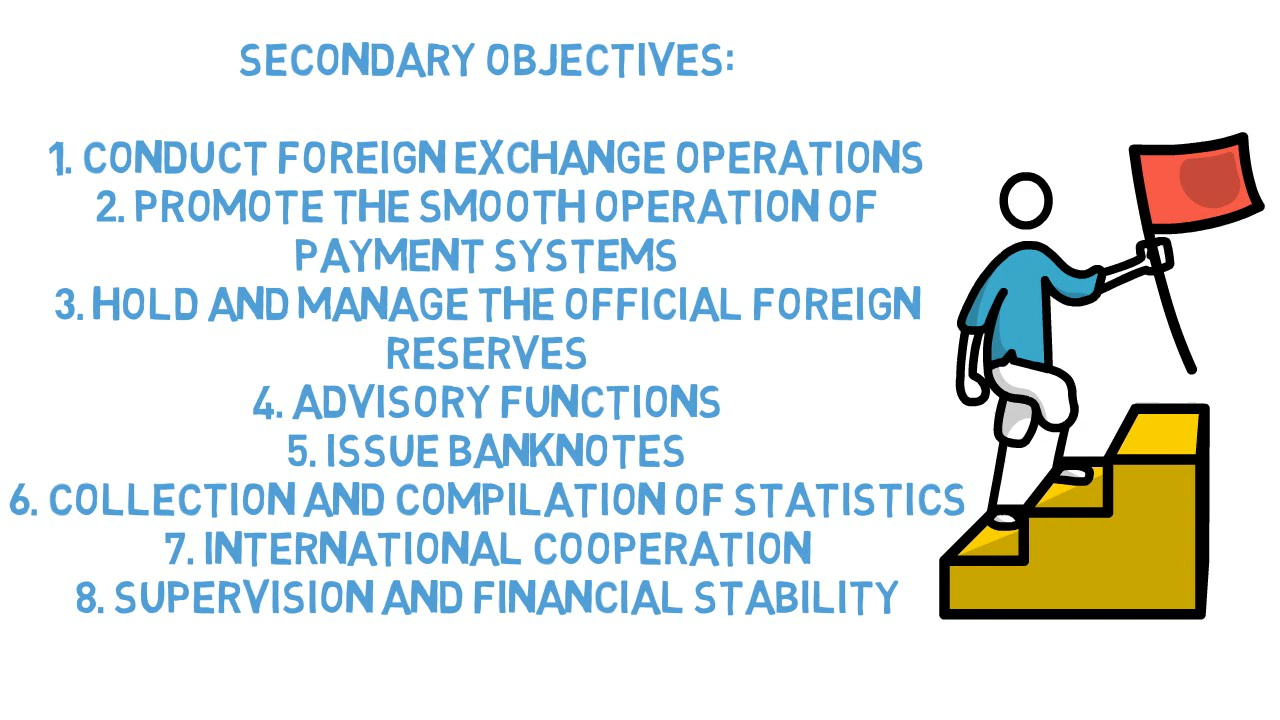 SECONDARY OBJECTIVES:
1. CONDUCT FOREIGN EXCHANGE OPERATIONS
2. PROMOTE THE SMOOTH OPERATION OF
PAYMENT SYSTEMS
3. HOLD AND MANAGE THE OFFICIAL FOREIGN
RESERVES
4. ADVISORY FUNCTIONS
5. ISSUE BANKNOTES
6. COLLECTION AND COMPILATION OF STATISTICS
7. INTERNATIONAL COOPERATION
8. SUPERVISION AND FINANCIAL STABILITY